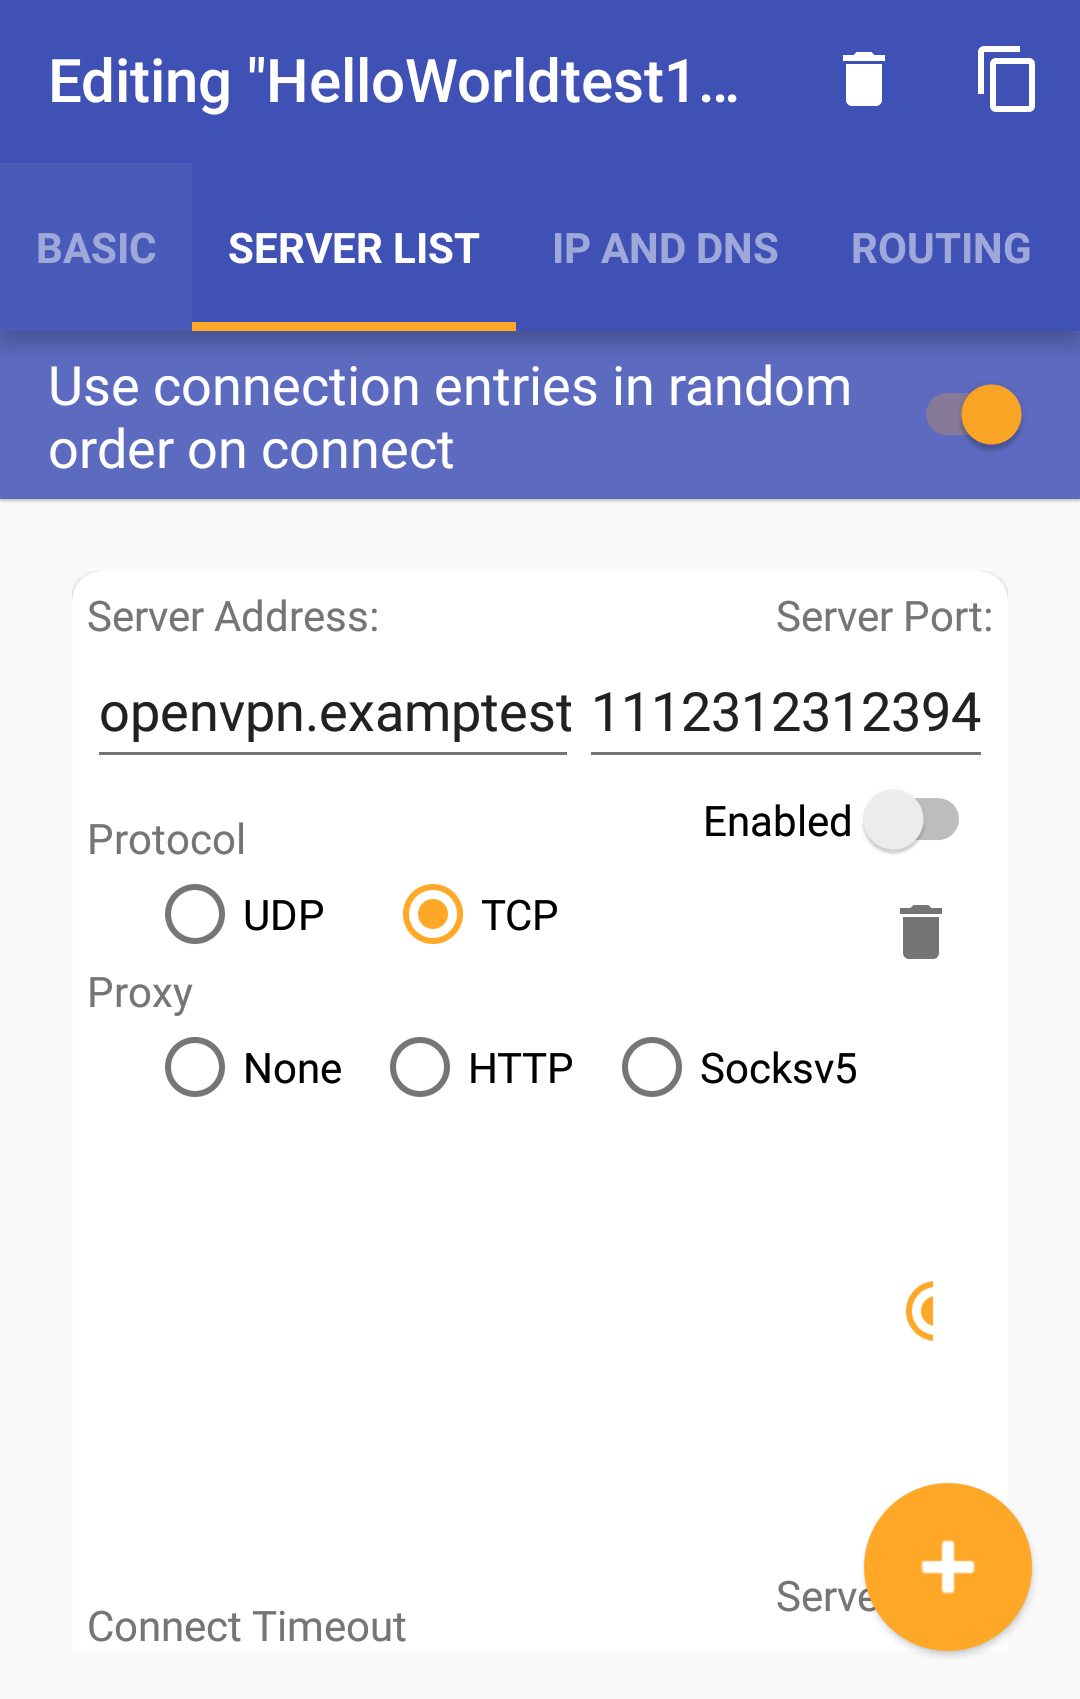 Editing "HelloWorldtest1...
BASIC
SERVER LIST
IP AND DNS
ROUTING
Use connection entries in random
order on connect
Server Address:
Server Port:
openvpn.examptest
1112312312394
Enabled
Protocol
UDP
TCP
Proxy
None
HTTP
Socksv5
Serve
Connect Timeout